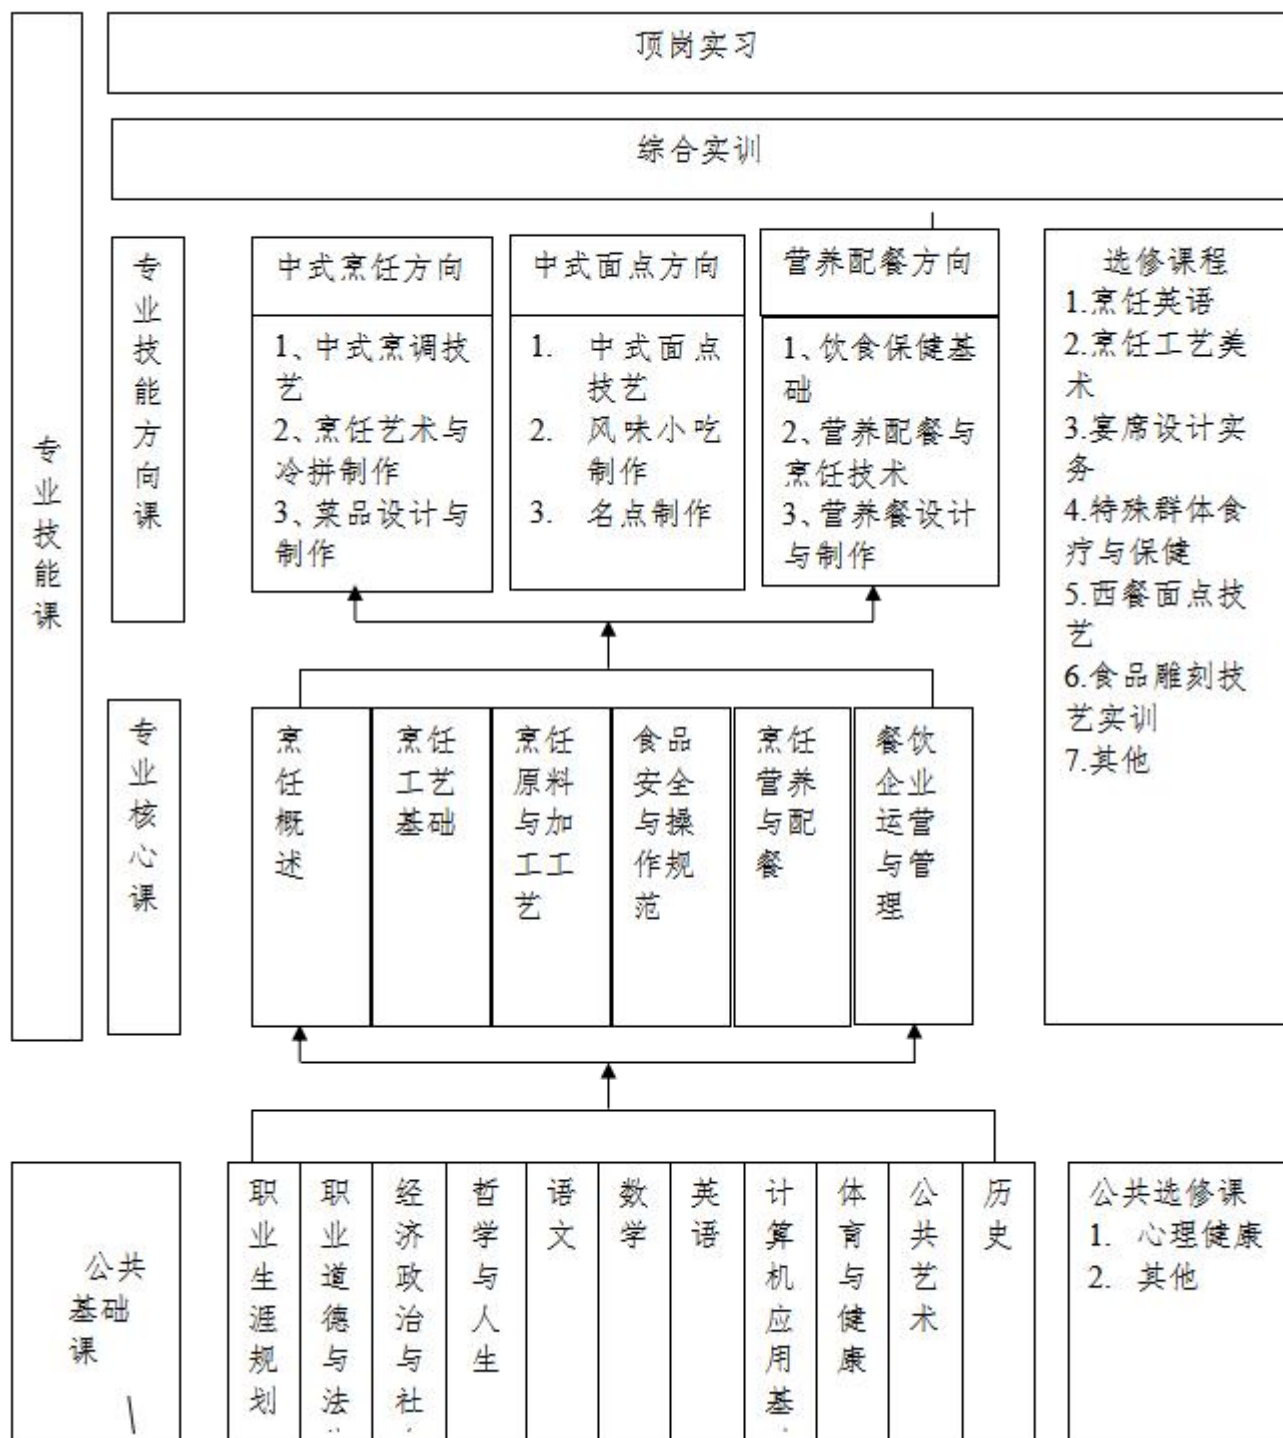 顶岗实习
综合实训
专业技能课
专业技能方向课
中式烹饪方向
1、中式烹调技
艺
2、烹饪艺术与
冷拼制作
3、菜品设计与
制作
中式面点方向
1. 中式面点
技艺
2. 风味小吃
制作
3. 名点制作
营养配餐方向
1、饮食保健基
础
2、营养配餐与
烹饪技术
3、营养餐设计
与制作
选修课程
1.烹饪英语
2.烹饪工艺美
术
3.宴席设计实
务
4.特殊群体食
疗与保健
5.西餐面点技
艺
6.食品雕刻技
艺实训
7.其他
专业核心课
烹饪概述
烹饪
工艺
基础
烹饪
原料
与加
工工
艺
食品
安全
与操
作规
范
烹饪
营养
与配
餐
餐饮
企业
运营
与管
理
公共
基础
课
职业生涯规划
职业道德与法
经济政治与社
哲学与人生
语文
数学
英语
计算机应用基
体育与健康
公共艺术
历史
公共选修课
1. 心理健康
2. 其他